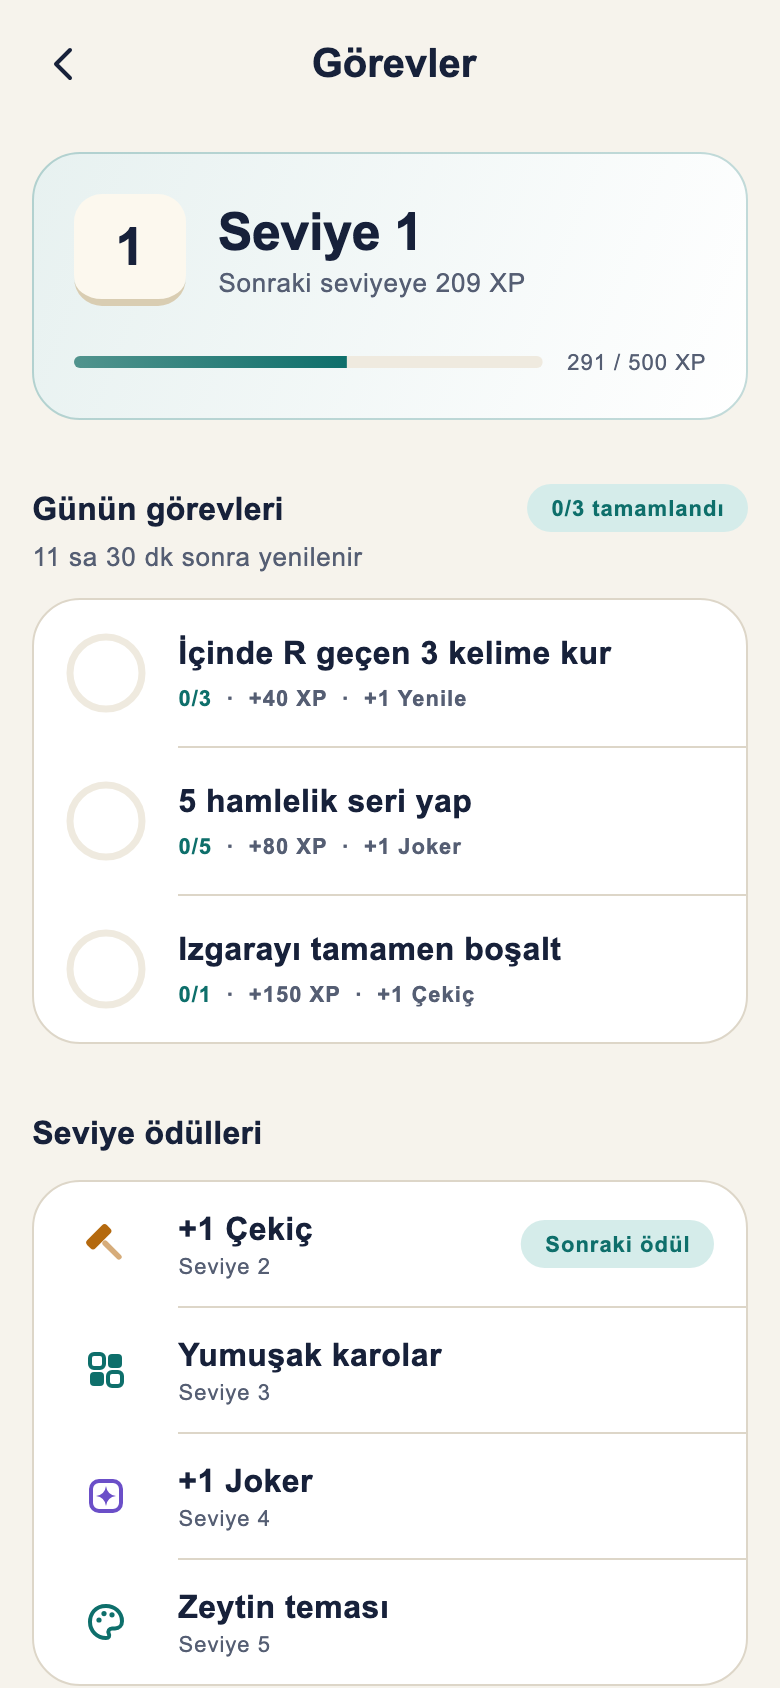 Görevler
1
Seviye 1
Sonraki seviyeye 209 XP
291 / 500 XP
Günün görevleri
0/3 tamamlandı
11 sa 30 dk sonra yenilenir
İçinde R geçen 3 kelime kur
0/3 · +40 XP · +1 Yenile
5 hamlelik seri yap
0/5 · +80 XP · +1 Joker
Izgarayı tamamen boşalt
0/1 · +150 XP · +1 Çekiç
Seviye ödülleri
+1 Çekiç
Seviye 2
Sonraki ödül
Yumuşak karolar
Seviye 3
+1 Joker
Seviye 4
Zeytin teması
Seviye 5